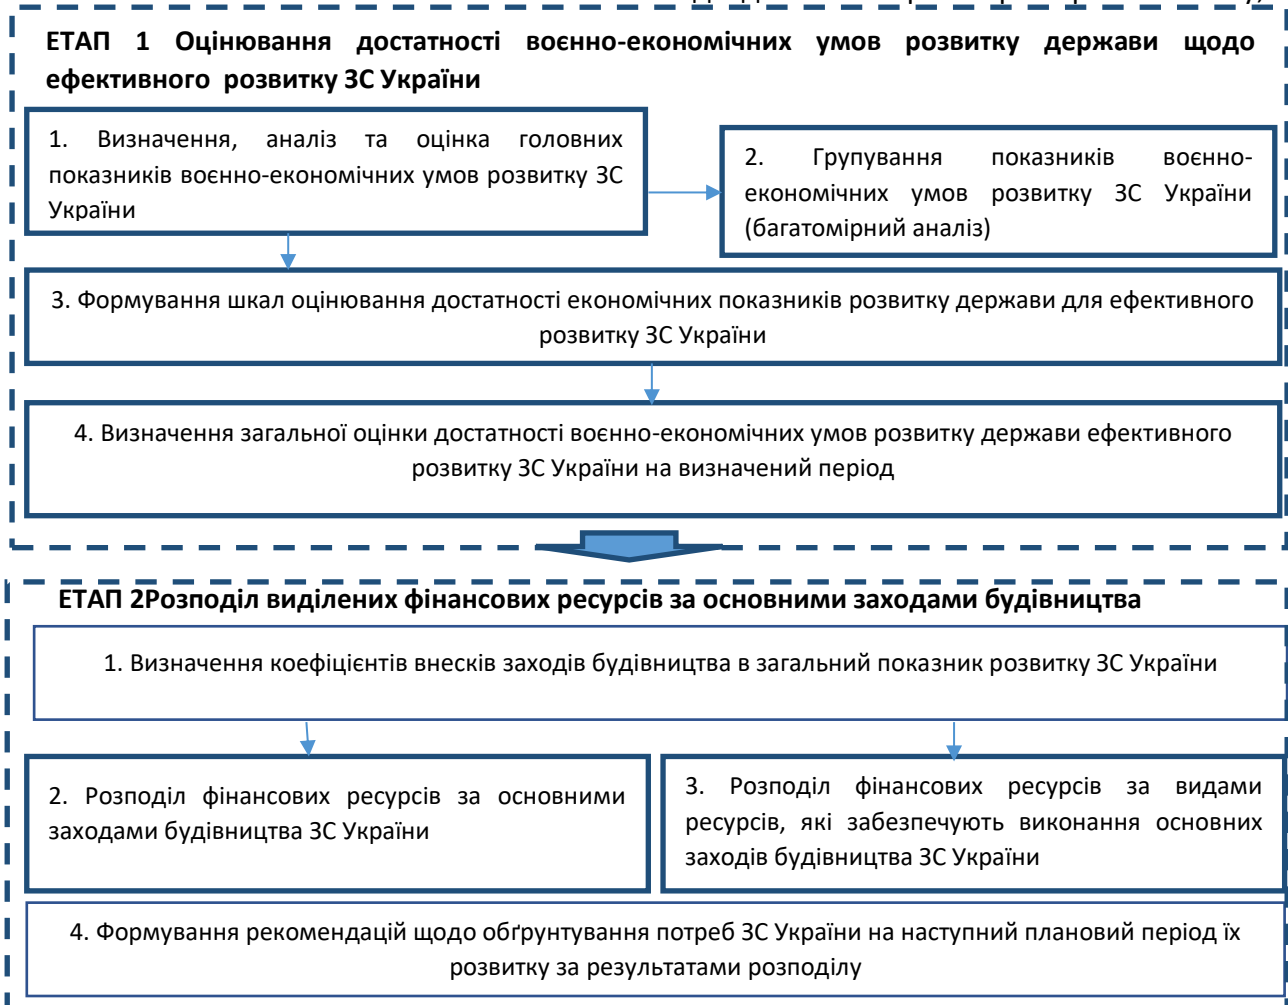 ЕТАП 1 Оцінювання достатності воєнно-економічних умов розвитку держави щодо
ефективного розвитку ЗС України
1. Визначення, аналіз та оцінка головних
показників воєнно-економічних умов розвитку ЗС
України
2. Групування показників воєнно-
економічних умов розвитку ЗС України
(багатомірний аналіз)
3. Формування шкал оцінювання достатності економічних показників розвитку держави для ефективного
розвитку ЗС України
4. Визначення загальної оцінки достатності воєнно-економічних умов розвитку держави ефективного
розвитку ЗС України на визначений період
ЕТАП 2Розподіл виділених фінансових ресурсів за основними заходами будівництва
1. Визначення коефіцієнтів внесків заходів будівництва в загальний показник розвитку ЗС України
2. Розподіл фінансових ресурсів за основними
заходами будівництва ЗС України
3. Розподіл фінансових ресурсів за видами
ресурсів, які забезпечують виконання основних
заходів будівництва ЗС України
4. Формування рекомендацій щодо обґрунтування потреб ЗС України на наступний плановий період їх
розвитку за результатами розподілу